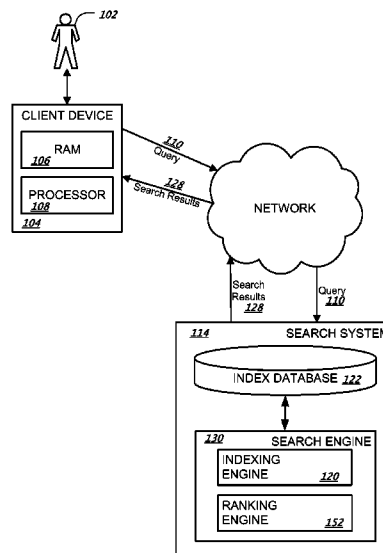 102
CLIENT DEVICE
RAM
106
PROCESSOR
108
104
110
Query
128
Search Results
NETWORK
Search
Results
128
Query
110
114
SEARCH SYSTEM
INDEX DATABASE 122
130
SEARCH ENGINE
INDEXING
ENGINE 120
RANKING
ENGINE 152